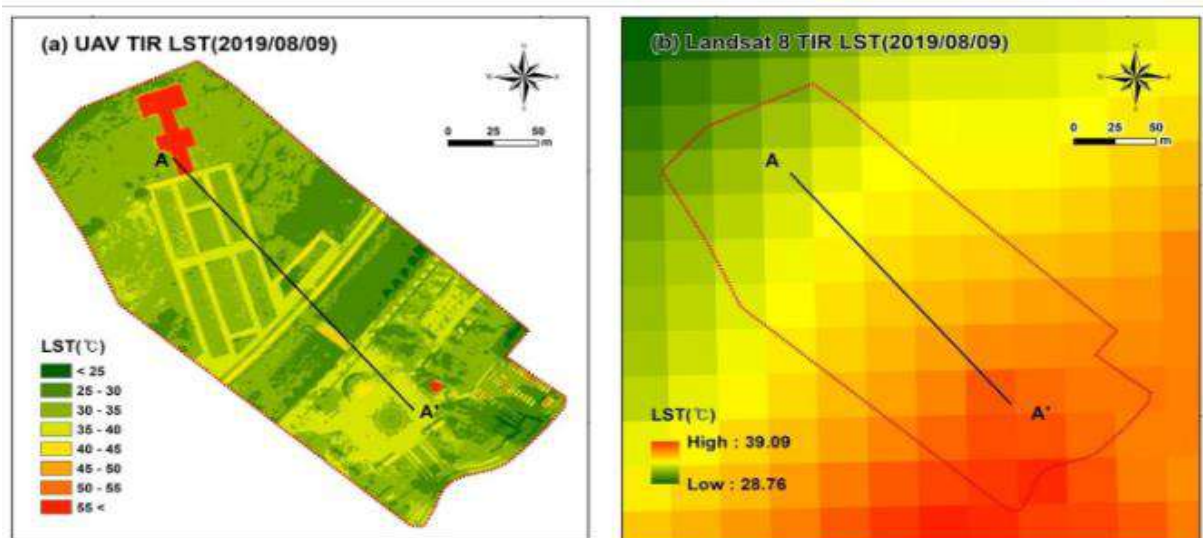 (a) UAV TIR LST(2019/08/09)
0 25 50
m
A
A'
LST(℃)
< 25
25 - 30
30 - 35
35 - 40
40 - 45
45 - 50
50 - 55
55 <
(b) Landsat 8 TIR LST(2019/08/09)
0 25 50
m
A
A'
LST(℃)
High : 39.09
Low : 28.76